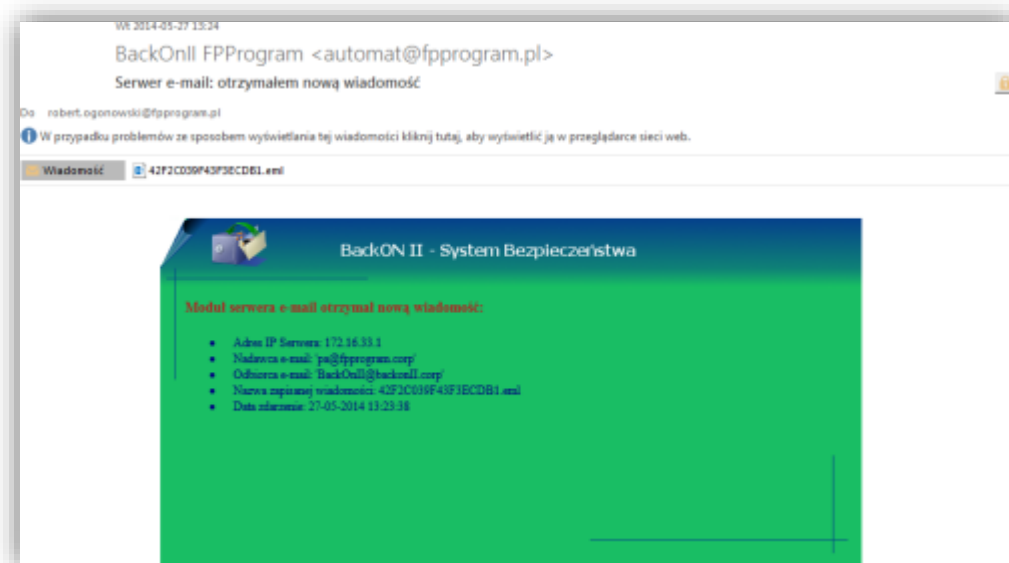 Wt 2014-05-27 13:24
BackOnII FPProgram <automat@fpprogram.pl>
Serwer e-mail: otrzymałem nową wiadomość
Do robert.ogonowski@fpprogram.pl
W przypadku problemów ze sposobem wyświetlania tej wiadomości kliknij tutaj, aby wyświetlić ją w przeglądarce sieci web.
Wiadomość 42F2C039F43F3ECDB1.eml
BackON II - System Bezpieczeństwa
Moduł serwera e-mail otrzymał nową wiadomość:
Adres IP Serwera: 172.16.33.1
Nadawca e-mail: 'pa@fpprogram.corp'
Odbiorca e-mail: 'BackOnII@backonII.corp'
Nazwa zapisanej wiadomości: 42F2C039F43F3ECDB1.eml
Data zdarzenie: 27-05-2014 13:23:38